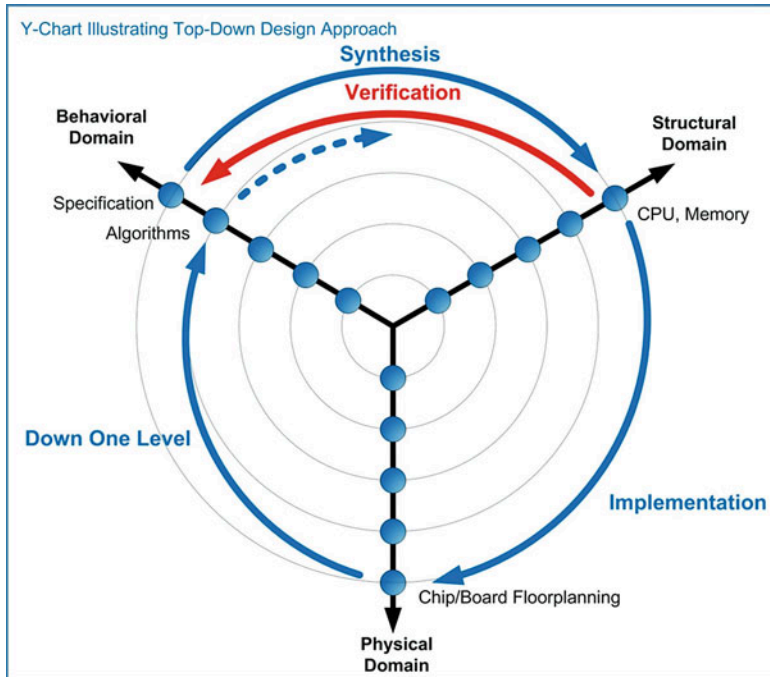 Y-Chart Illustrating Top-Down Design Approach
Synthesis
Verification
Behavioral
Domain
Structural
Domain
Specification
Algorithms
CPU, Memory
Down One Level
Implementation
Chip/Board Floorplanning
Physical
Domain